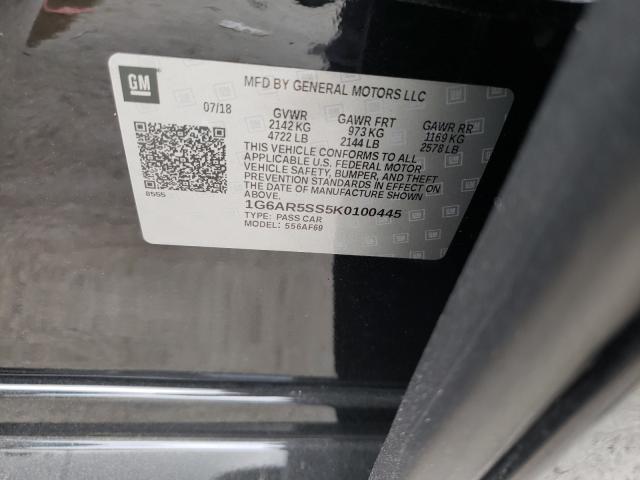 GM
MFD BY GENERAL MOTORS LLC
07/18
GVWR GAWR FRT GAWR RR
2142 KG 973 KG 1169 KG
4722 LB 2144 LB 2578 LB
THIS VEHICLE CONFORMS TO ALL
APPLICABLE U.S. FEDERAL MOTOR
VEHICLE SAFETY, BUMPER, AND THEFT
PREVENTION STANDARDS IN EFFECT ON
THE DATE OF MANUFACTURE SHOWN
ABOVE.
8555
1G6AR5SS5K0100445
TYPE: PASS CAR
MODEL: 556AF69